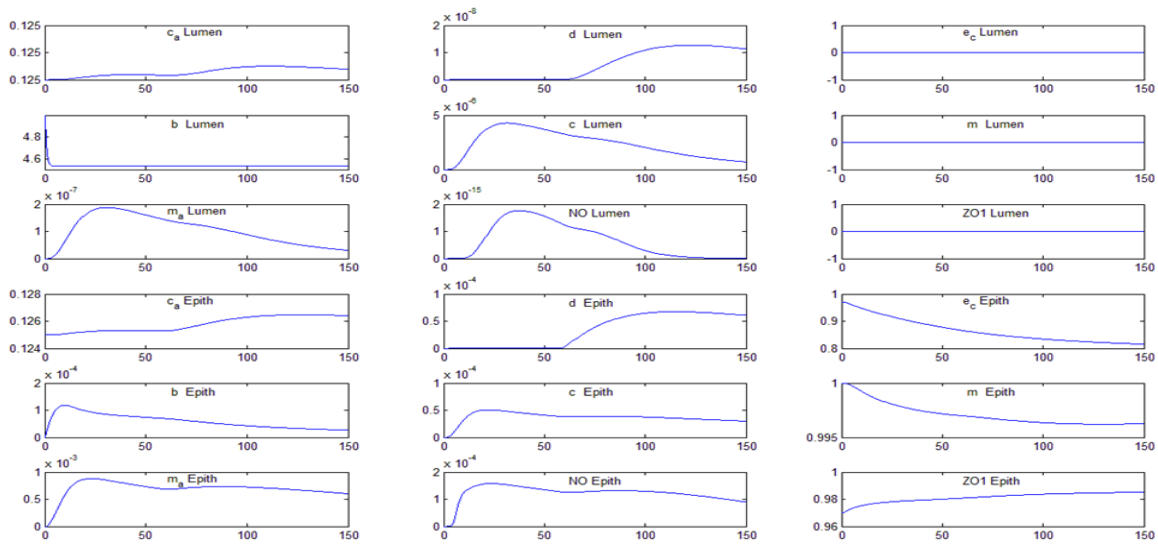 0.125 × 10⁻⁸ 2 1
0.125 c_a Lumen 1 d Lumen 0 e_c Lumen
0.125 0 -1
0 50 100 150 0 50 100 150 0 50 100 150
× 10⁻⁶
b Lumen 5 c Lumen 1 m Lumen
4.8 0
4.6 0 -1
0 50 100 150 0 50 100 150 0 50 100 150
× 10⁻⁷ × 10⁻¹⁵
2 m_a Lumen 2 NO Lumen 1 ZO1 Lumen
1 1 0
0 0 -1
0 50 100 150 0 50 100 150 0 50 100 150
× 10⁻⁴
0.128 c_a Epith 1 d Epith 1 e_c Epith
0.126 0.5 0.9
0.124 0 0.8
0 50 100 150 0 50 100 150 0 50 100 150
× 10⁻⁴ × 10⁻⁴
2 b Epith 1 c Epith 1 m Epith
1 0.5
0 0 0.995
0 50 100 150 0 50 100 150 0 50 100 150
× 10⁻³ × 10⁻⁴
1 m_a Epith 2 NO Epith 1 ZO1 Epith
0.5 1 0.98
0 0 0.96
0 50 100 150 0 50 100 150 0 50 100 150